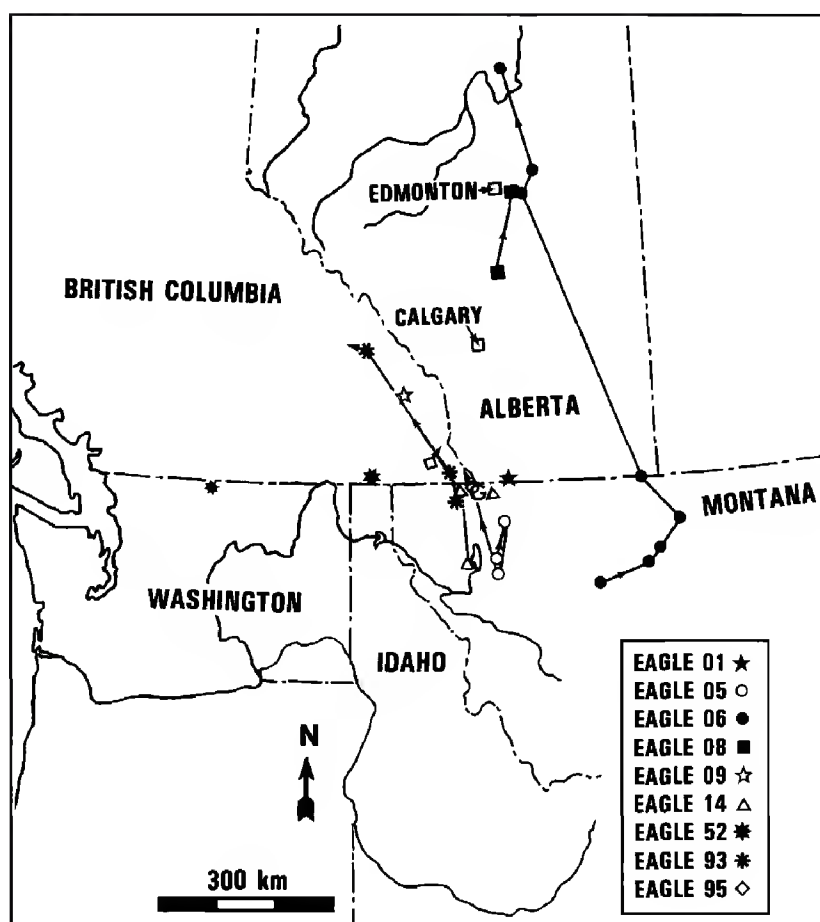 EDMONTON
BRITISH COLUMBIA
CALGARY
ALBERTA
MONTANA
WASHINGTON
IDAHO
N
300 km
EAGLE 01
EAGLE 05
EAGLE 06
EAGLE 08
EAGLE 09
EAGLE 14
EAGLE 52
EAGLE 93
EAGLE 95